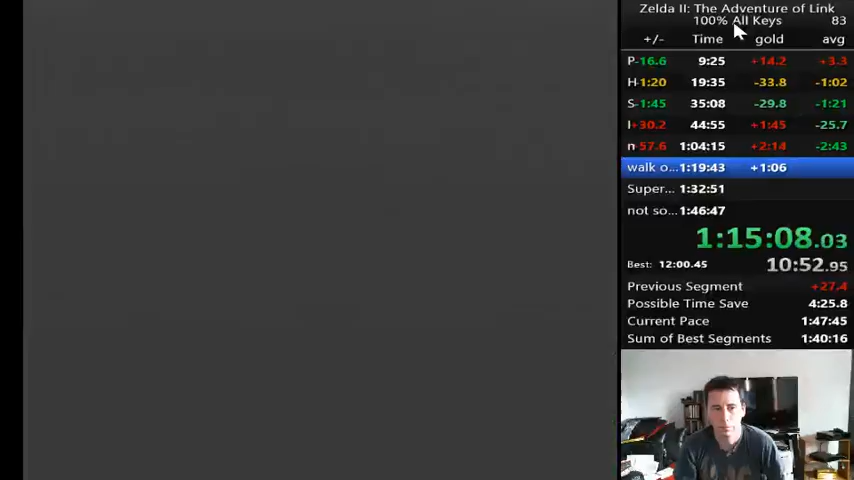 Zelda II: The Adventure of Link
100% All Keys 83
+/- Time gold avg
P-16.6 9:25 +14.2 +3.3
H-1:20 19:35 -33.8 -1:02
S-1:45 35:08 -29.8 -1:21
I+30.2 44:55 +1:45 -25.7
n-57.6 1:04:15 +2:14 -2:43
walk o... 1:19:43 +1:06
Super... 1:32:51
not so... 1:46:47
1:15:08.03
Best: 12:00.45 10:52.95
Previous Segment +27.4
Possible Time Save 4:25.8
Current Pace 1:47:45
Sum of Best Segments 1:40:16